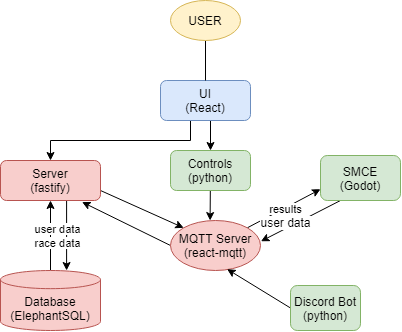 USER
UI
(React)
Server
(fastify)
Controls
(python)
SMCE
(Godot)
results
user data
MQTT Server
(react-mqtt)
user data
race data
Database
(ElephantSQL)
Discord Bot
(python)